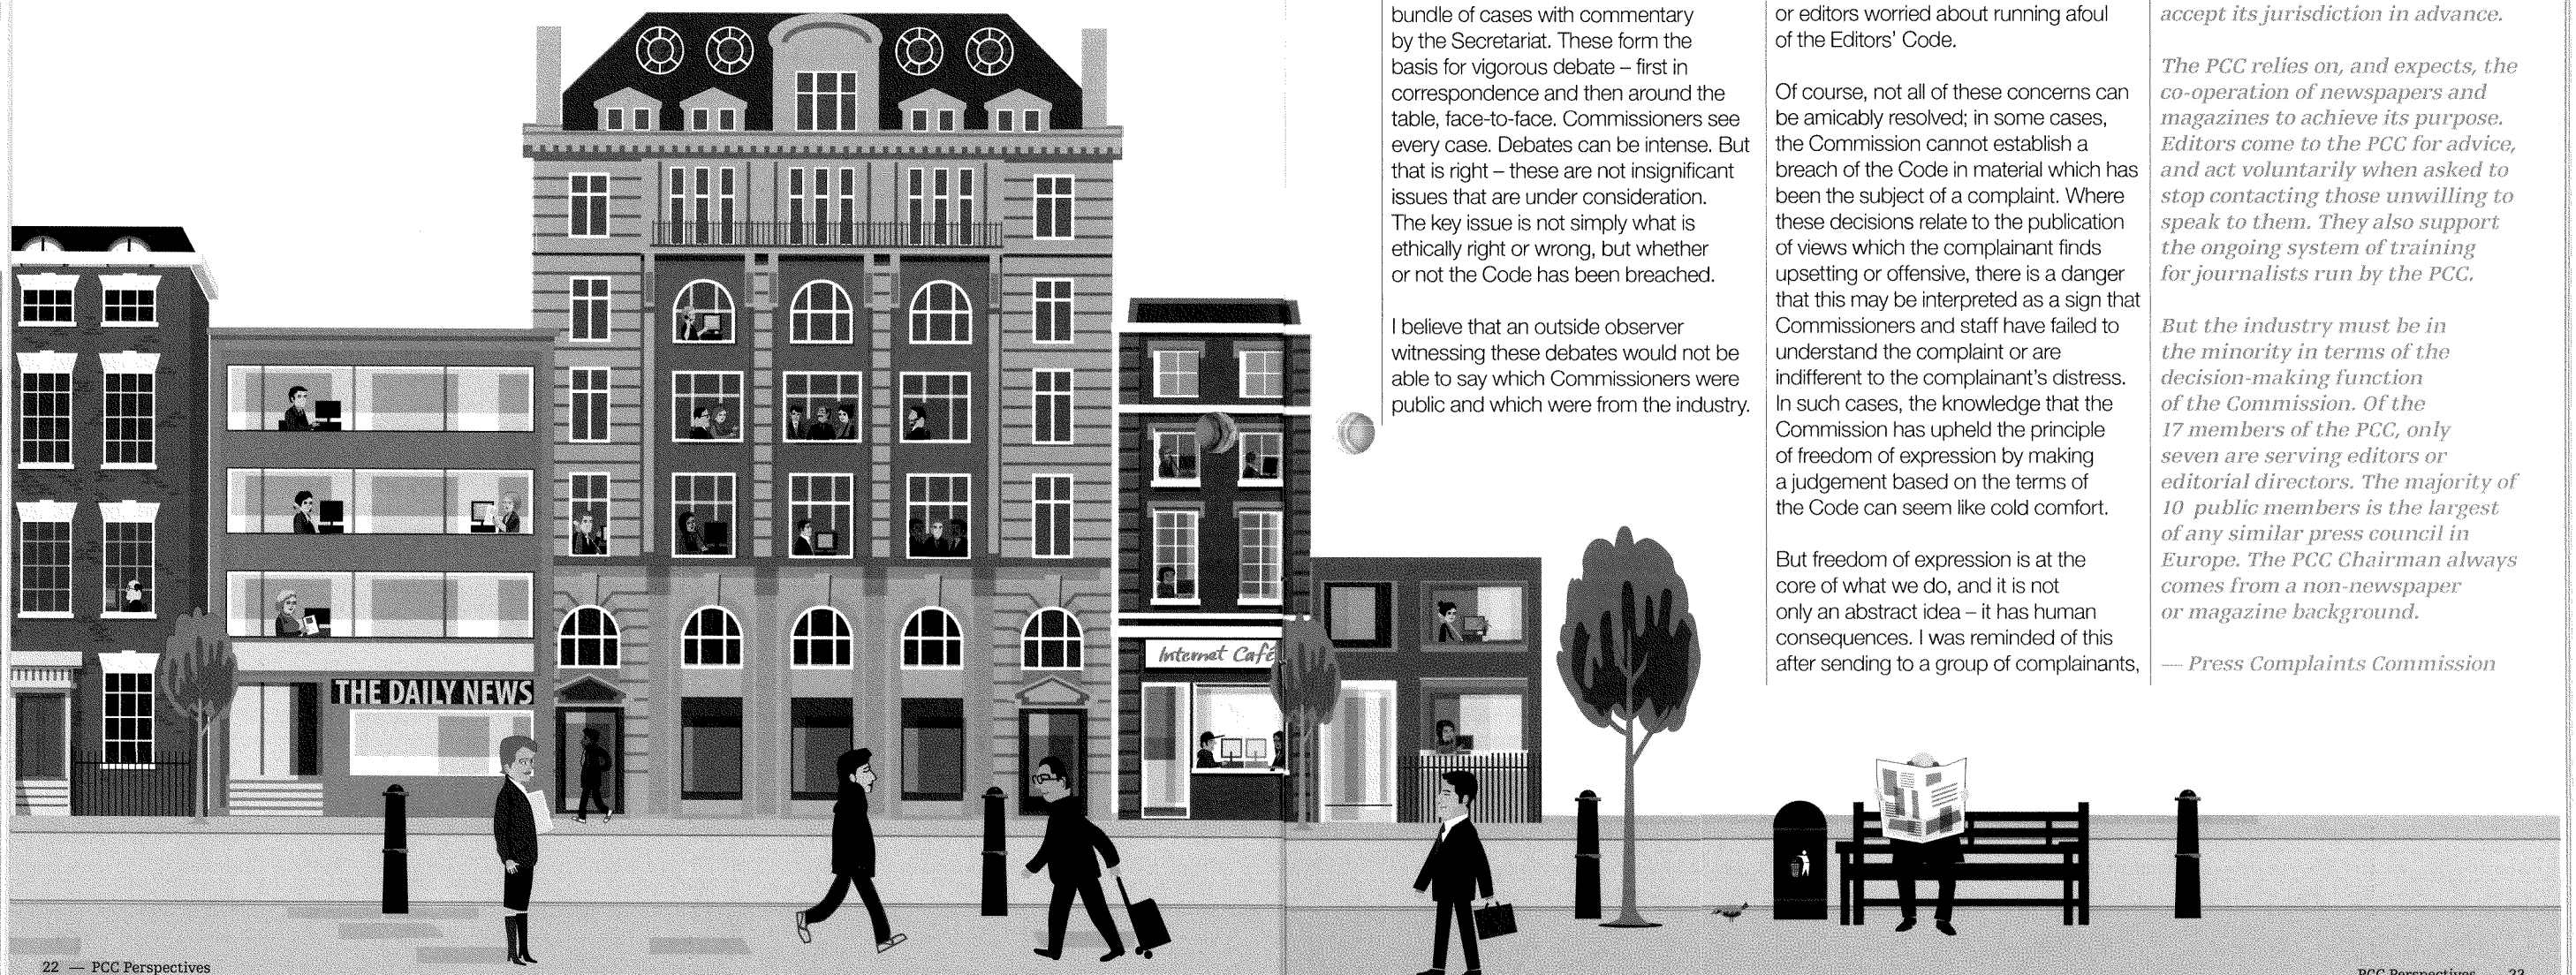 THE DAILY NEWS
Internet Café
22 — PCC Perspectives
bundle of cases with commentary
by the Secretariat. These form the
basis for vigorous debate – first in
correspondence and then around the
table, face-to-face. Commissioners see
every case. Debates can be intense. But
that is right – these are not insignificant
issues that are under consideration.
The key issue is not simply what is
ethically right or wrong, but whether
or not the Code has been breached.
I believe that an outside observer
witnessing these debates would not be
able to say which Commissioners were
public and which were from the industry.
or editors worried about running afoul
of the Editors' Code.
Of course, not all of these concerns can
be amicably resolved; in some cases,
the Commission cannot establish a
breach of the Code in material which has
been the subject of a complaint. Where
these decisions relate to the publication
of views which the complainant finds
upsetting or offensive, there is a danger
that this may be interpreted as a sign that
Commissioners and staff have failed to
understand the complaint or are
indifferent to the complainant's distress.
In such cases, the knowledge that the
Commission has upheld the principle
of freedom of expression by making
a judgement based on the terms of
the Code can seem like cold comfort.
But freedom of expression is at the
core of what we do, and it is not
only an abstract idea – it has human
consequences. I was reminded of this
after sending to a group of complainants,
accept its jurisdiction in advance.
The PCC relies on, and expects, the
co-operation of newspapers and
magazines to achieve its purpose.
Editors come to the PCC for advice,
and act voluntarily when asked to
stop contacting those unwilling to
speak to them. They also support
the ongoing system of training
for journalists run by the PCC.
But the industry must be in
the minority in terms of the
decision-making function
of the Commission. Of the
17 members of the PCC, only
seven are serving editors or
editorial directors. The majority of
10 public members is the largest
of any similar press council in
Europe. The PCC Chairman always
comes from a non-newspaper
or magazine background.
— Press Complaints Commission
PCC Perspectives — 23